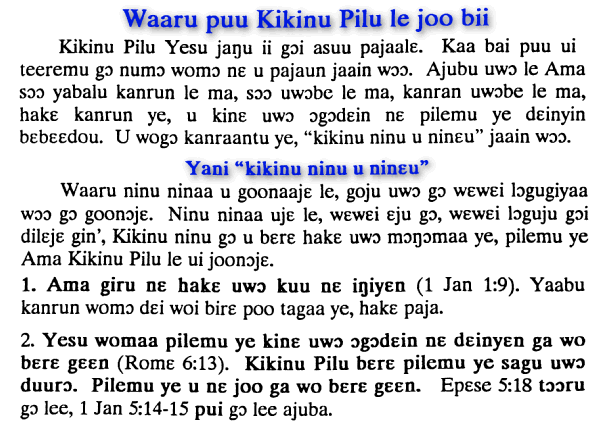 Waaru puu Kikinu Pilu le joo bii
Kikinu Pilu Yesu jaŋu ii gɔi asuu pajaalɛ. Kaa bai puu ui
teeremu gɔ numɔ womɔ nɛ u pajaun jaain wɔɔ. Ajubu uwɔ le Ama
sɔɔ yabalu kanrun le ma, sɔɔ uwɔbe le ma, kanran uwɔbe le ma,
hakɛ kanrun ye, u kinɛ uwɔ ɔgɔdɛin nɛ pilemu ye dɛinyin
bɛbɛɛdou. U wogɔ kanraantu ye, “kikinu ninu u ninɛu” jaain wɔɔ.
Yani “kikinu ninu u ninɛu”
Waaru ninu ninaa u goonaajɛ le, goju uwɔ gɔ wɛwɛi lɔgugiyaa
wɔɔ gɔ goonɔjɛ. Ninu ninaa ujɛ le, wɛwɛi ɛju gɔ, wɛwɛi lɔguju gɔi
dilɛjɛ gin’, Kikinu ninu gɔ u bɛrɛ hakɛ uwɔ mɔŋɔmaa ye, pilemu ye
Ama Kikinu Pilu le ui joonɔjɛ.
1. Ama giru nɛ hakɛ uwɔ kuu nɛ iŋiyɛn (1 Jan 1:9). Yaabu
kanrun womɔ dɛi woi birɛ poo tagaa ye, hakɛ paja.
2. Yesu womaa pilemu ye kinɛ uwɔ ɔgɔdɛin nɛ dɛinyɛn ga wo
bɛrɛ gɛɛn (Romɛ 6:13). Kikinu Pilu bɛrɛ pilemu ye sagu uwɔ
duurɔ. Pilemu ye u nɛ joo ga wo bɛrɛ gɛɛn. Epɛse 5:18 tɔɔru
gɔ lee, 1 Jan 5:14-15 pui gɔ lee ajuba.